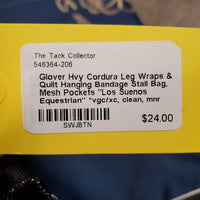 The Tack Collector
546364-206
Glover Hvy Cordura Leg Wraps &
Quilt Hanging Bandage Stall Bag,
Mesh Pockets "Los Suenos
Equestrian" *vgc/xc, clean, mnr
SWJBTN
$24.00